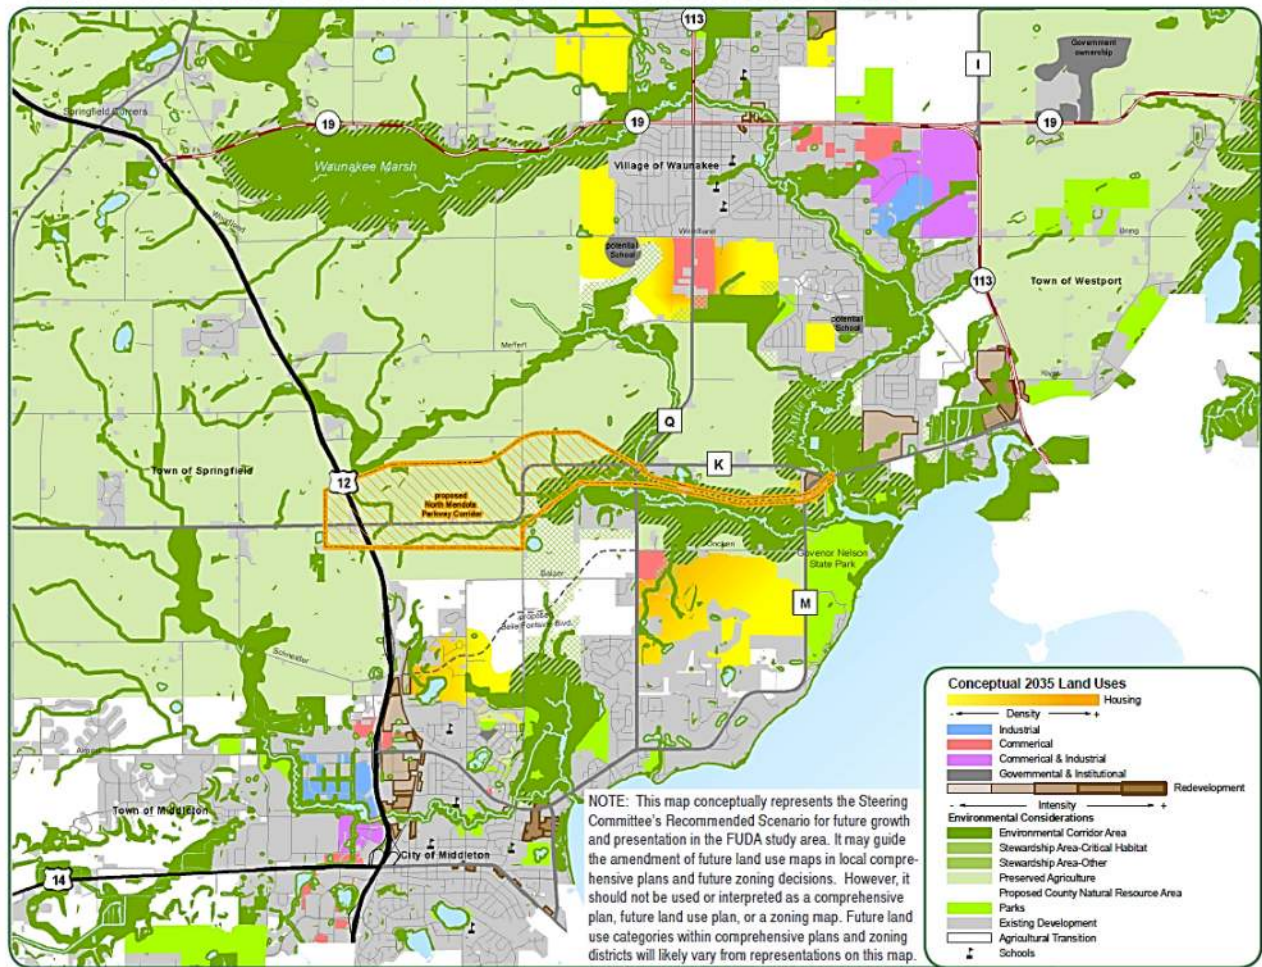 113
Government
ownership
I
Springfield Corners
19
19
19
Waunakee Marsh
Village of Waunakee
Woodland
potential
School
113
Town of Westport
potential
School
Meffert
Q
K
Town of Springfield
12
proposed
North Mendota
Parkway Corridor
Oncken
Govenor Nelson
State Park
Balzer
M
proposed
Belle Fontaine Blvd.
Schneider
Airport
Town of Middleton
City of Middleton
14
NOTE: This map conceptually represents the Steering
Committee's Recommended Scenario for future growth
and presentation in the FUDA study area. It may guide
the amendment of future land use maps in local compre-
hensive plans and future zoning decisions. However, it
should not be used or interpreted as a comprehensive
plan, future land use plan, or a zoning map. Future land
use categories within comprehensive plans and zoning
districts will likely vary from representations on this map.
Conceptual 2035 Land Uses
Housing
- Density +
Industrial
Commerical
Commerical & Industrial
Governmental & Institutional
Redevelopment
- Intensity +
Environmental Considerations
Environmental Corridor Area
Stewardship Area-Critical Habitat
Stewardship Area-Other
Preserved Agriculture
Proposed County Natural Resource Area
Parks
Existing Development
Agricultural Transition
Schools